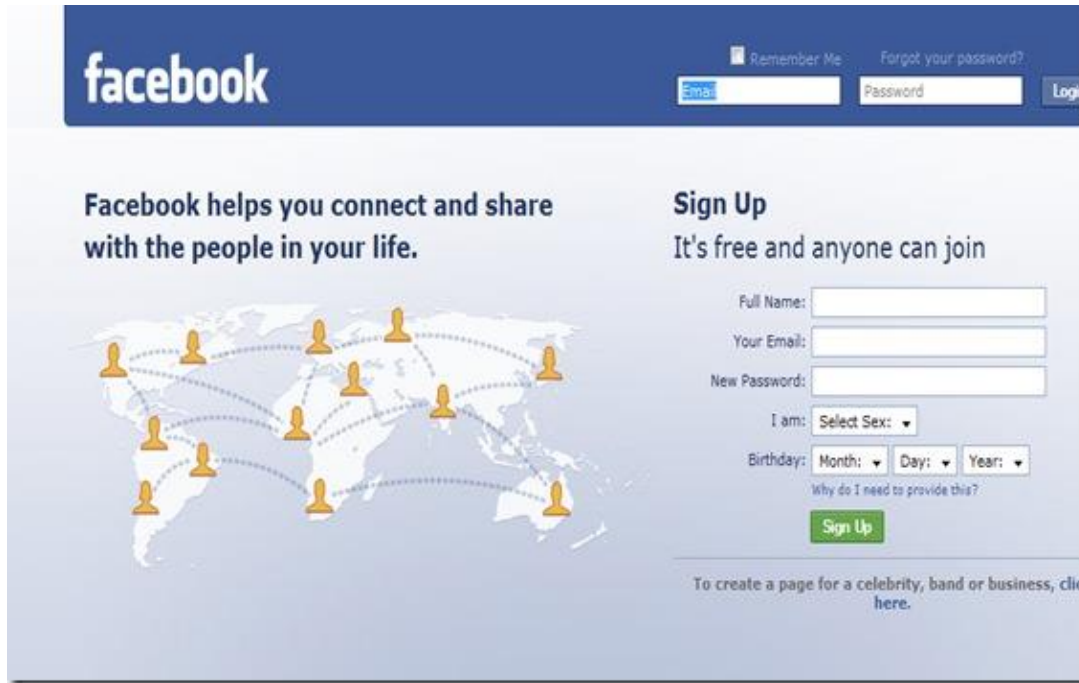 facebook
Remember Me Forgot your password?
Email Password Logi
Facebook helps you connect and share
with the people in your life.
Sign Up
It's free and anyone can join
Full Name:
Your Email:
New Password:
I am: Select Sex:
Birthday: Month: Day: Year:
Why do I need to provide this?
Sign Up
To create a page for a celebrity, band or business, clic
here.